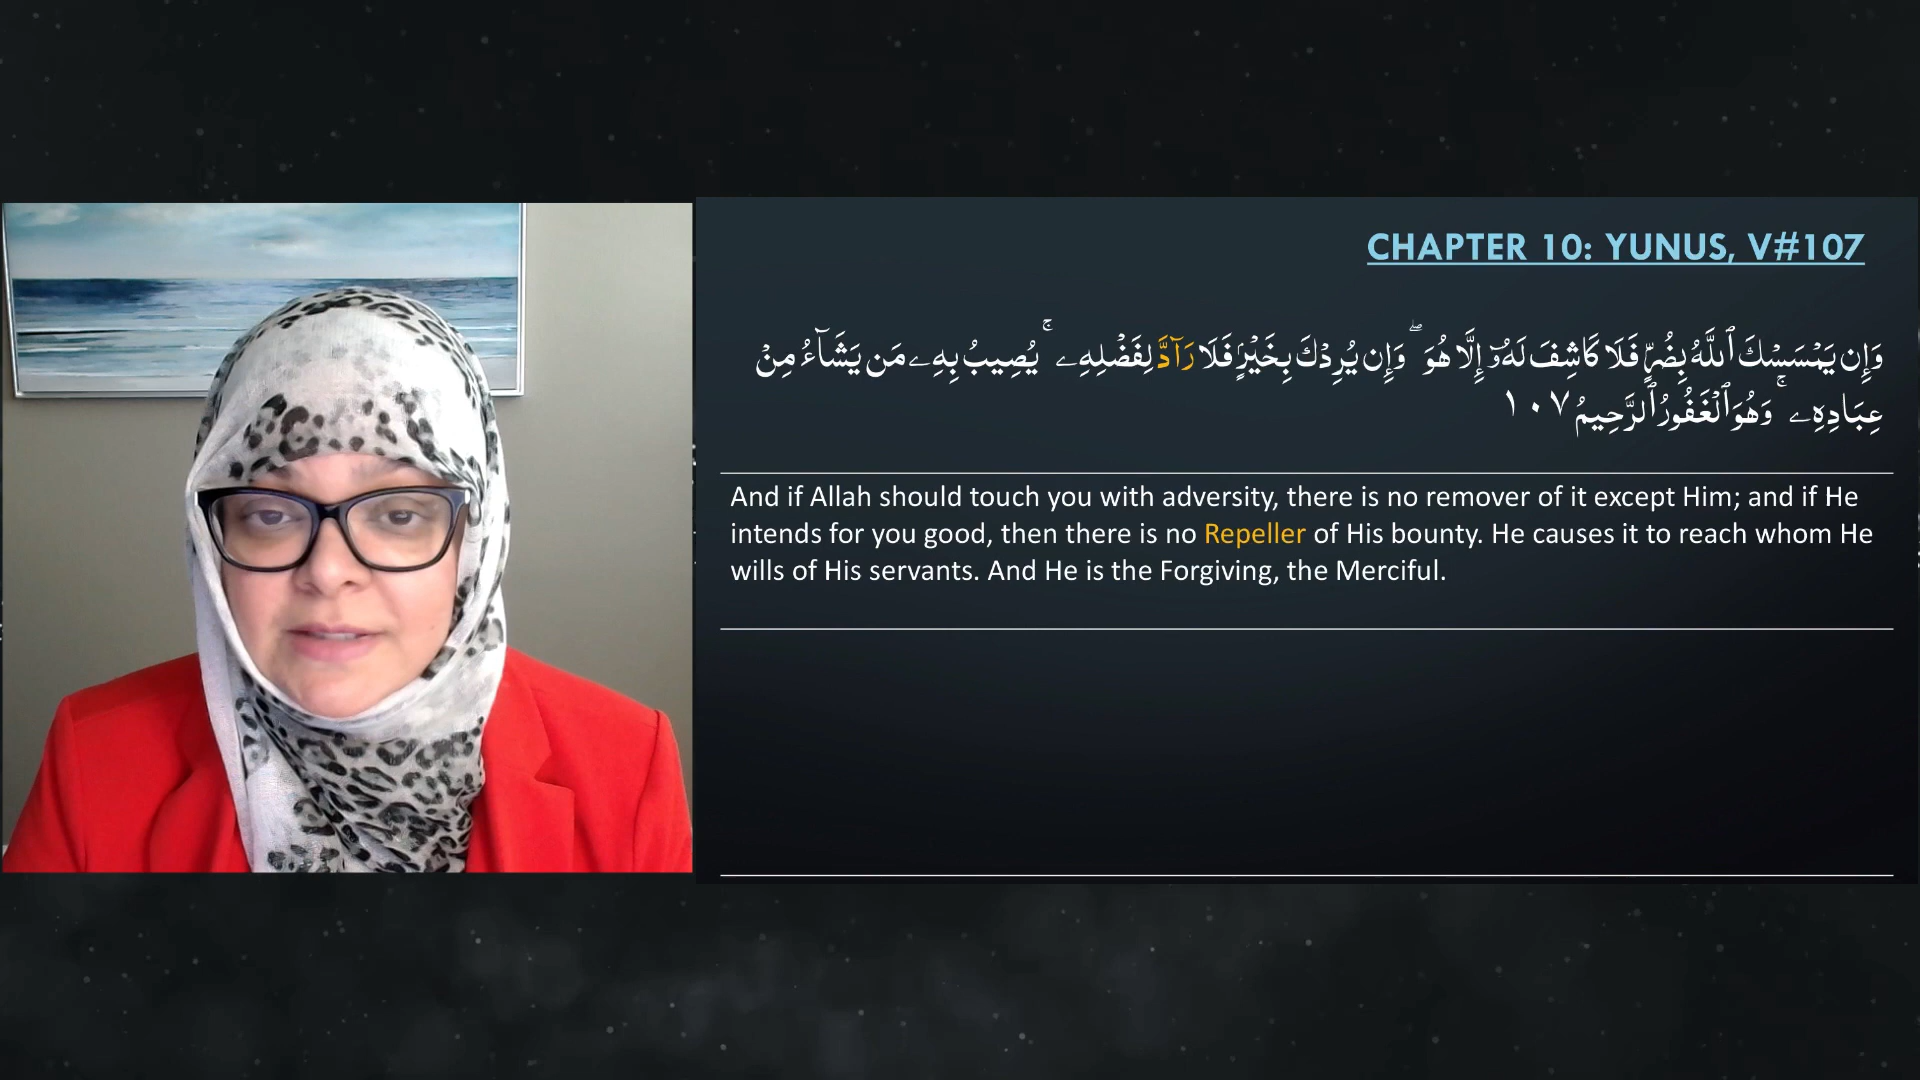 CHAPTER 10: YUNUS, V#107
وَإِن يَمۡسَسۡكَ ٱللَّهُ بِضُرّٖ فَلَا كَاشِفَ لَهُۥٓ إِلَّا هُوَۖ وَإِن يُرِدۡكَ بِخَيۡرٖ فَلَا رَآدَّ لِفَضۡلِهِۦۚ يُصِيبُ بِهِۦ مَن يَشَآءُ مِنۡ
عِبَادِهِۦۚ وَهُوَ ٱلۡغَفُورُ ٱلرَّحِيمُ ١٠٧
And if Allah should touch you with adversity, there is no remover of it except Him; and if He
intends for you good, then there is no Repeller of His bounty. He causes it to reach whom He
wills of His servants. And He is the Forgiving, the Merciful.